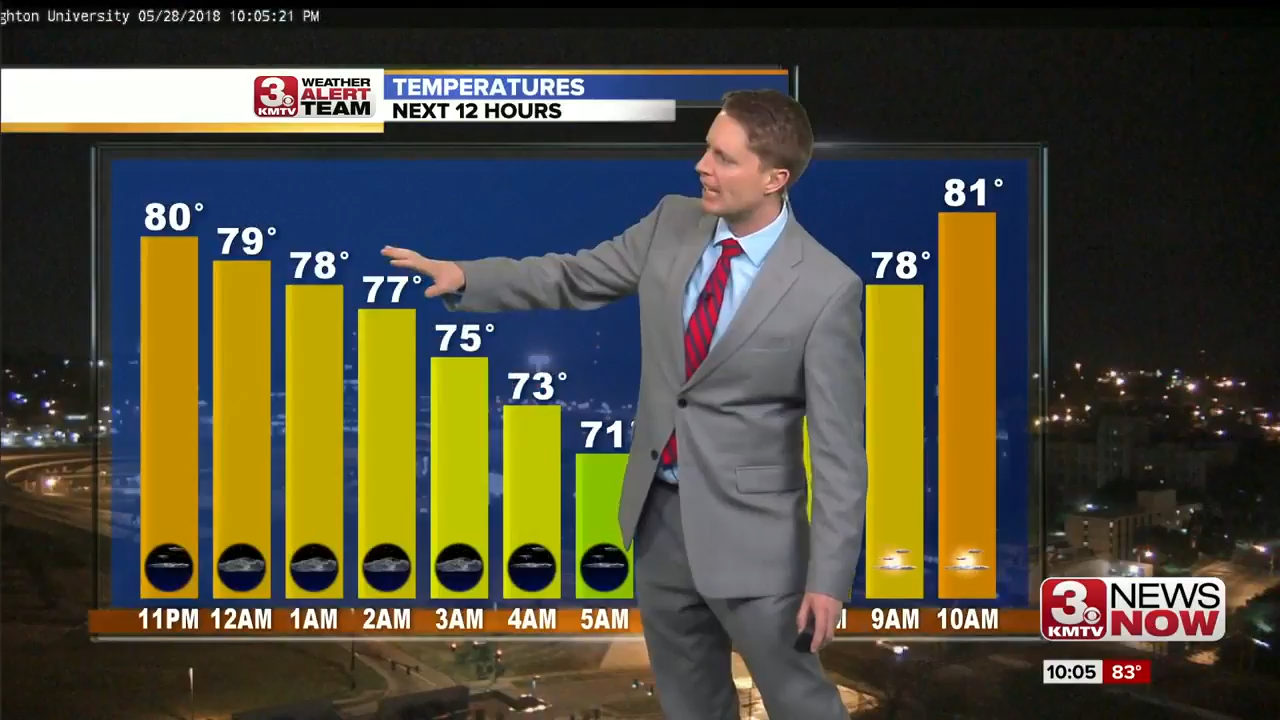 ghton University 05/28/2018 10:05:21 PM
3 KMTV WEATHER ALERT TEAM
TEMPERATURES
NEXT 12 HOURS
80° 79° 78° 77° 75° 73° 71° 78° 81°
11PM 12AM 1AM 2AM 3AM 4AM 5AM M 9AM 10AM
3 KMTV NEWS NOW
10:05 83°